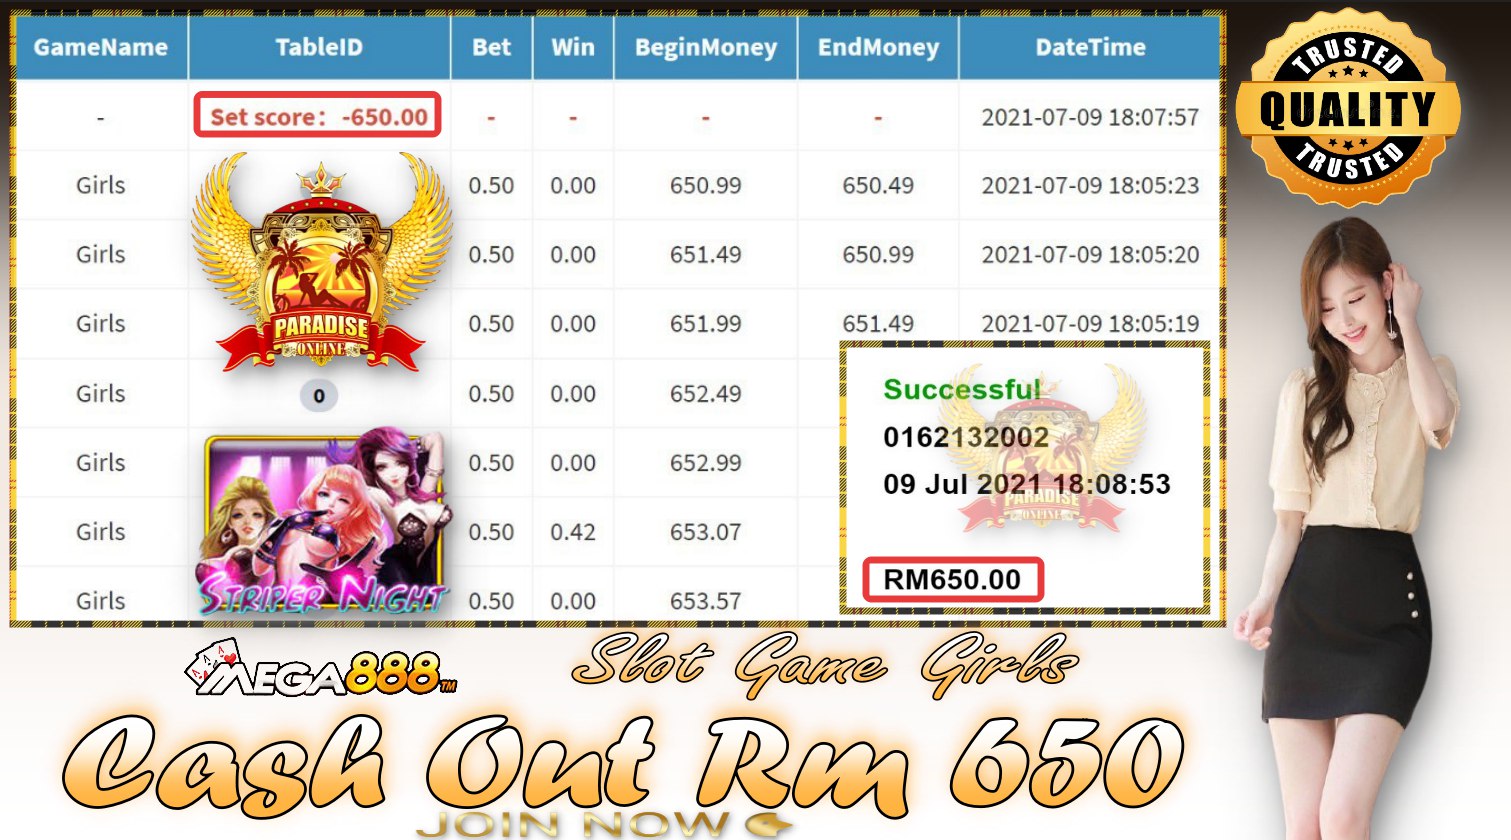 GameName TableID Bet Win BeginMoney EndMoney DateTime
- Set score: -650.00 - - - - 2021-07-09 18:07:57
Girls 0.50 0.00 650.99 650.49 2021-07-09 18:05:23
Girls 0.50 0.00 651.49 650.99 2021-07-09 18:05:20
Girls 0.50 0.00 651.99 651.49 2021-07-09 18:05:19
Girls 0 0.50 0.00 652.49
Girls 0.50 0.00 652.99
Girls 0.50 0.42 653.07
Girls 0.50 0.00 653.57
PARADISE
ONLINE
STRIPER NIGHT
Successful
0162132002
09 Jul 2021 18:08:53
PARADISE
ONLINE
RM650.00
TRUSTED
QUALITY
TRUSTED
MEGA888 TM
Slot Game Girls
Cash Out Rm 650
JOIN NOW